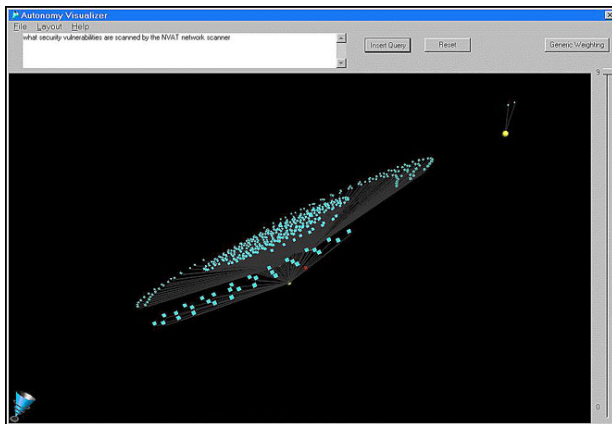 Autonomy Visualizer
File Layout Help
what security vulnerabilities are scanned by the NVAT network scanner
Insert Query
Reset
Generic Weighting
9
0